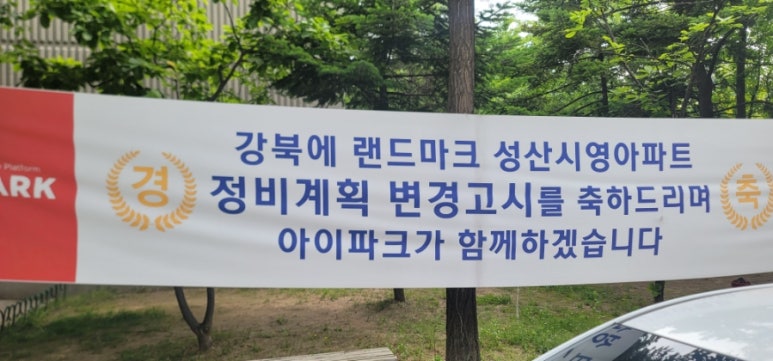 Platform
ARK
경
강북에 랜드마크 성산시영아파트
정비계획 변경고시를 축하드리며
아이파크가 함께하겠습니다
축